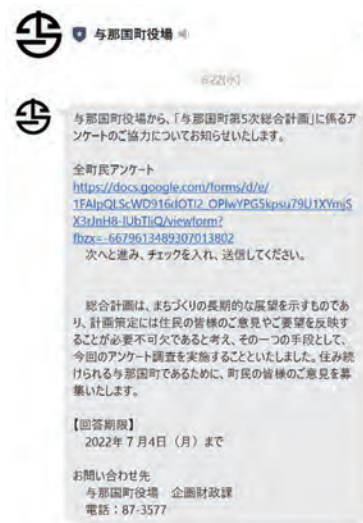 与那国町役場
6/22(水)
与那国町役場から、「与那国町第5次総合計画」に係るア
ンケートのご協力についてお知らせいたします。
全町民アンケート
https://docs.google.com/forms/d/e/
次へと進み、チェックを入れ、送信してください。
総合計画は、まちづくりの長期的な展望を示すものであ
り、計画策定には住民の皆様のご意見やご要望を反映す
ることが必要不可欠であると考え、その一つの手段として、
今回のアンケート調査を実施することといたしました。住み続
けられる与那国町であるために、町民の皆様のご意見を募
集いたします。
【回答期限】
2022年7月4日（月）まで
お問い合わせ先
与那国町役場　企画財政課
電話：87-3577